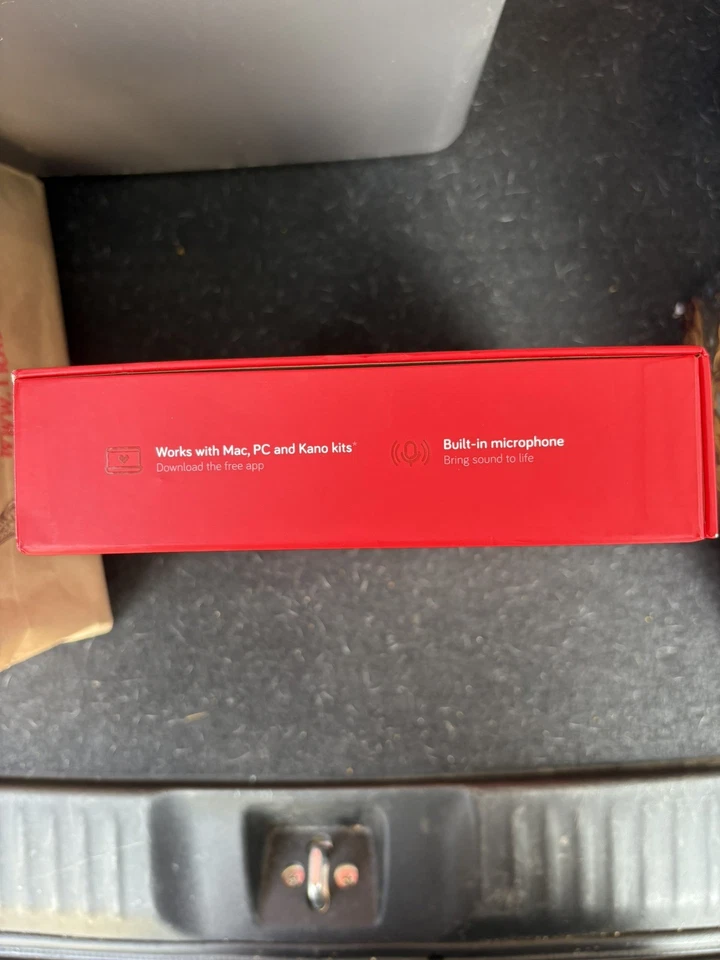 Works with Mac, PC and Kano kits*
Download the free app
Built-in microphone
Bring sound to life